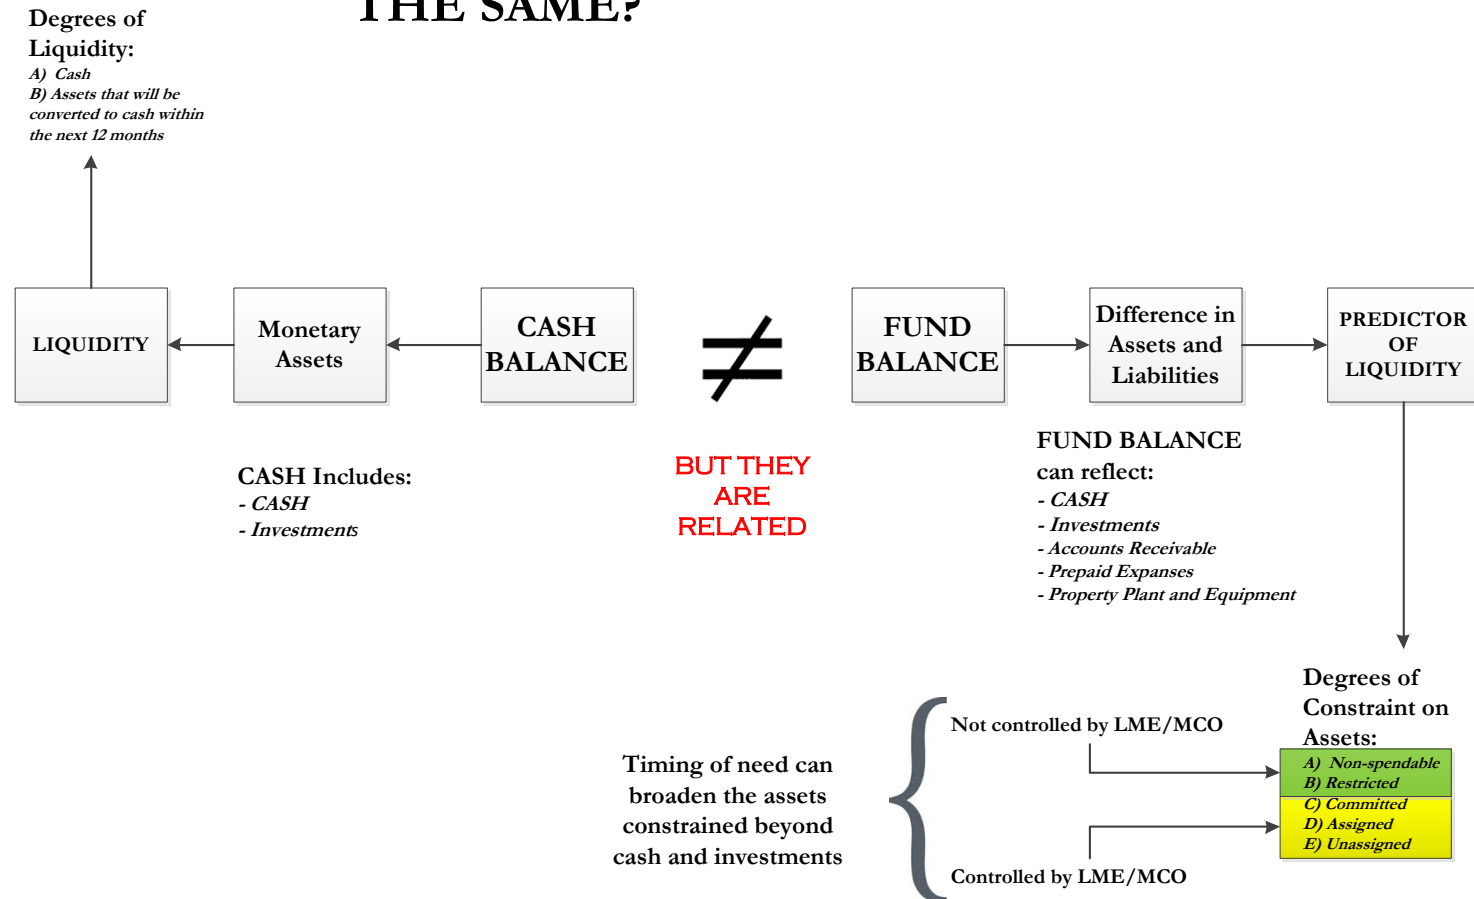 THE SAME?
Degrees of
Liquidity:
A) Cash
B) Assets that will be
converted to cash within
the next 12 months
LIQUIDITY
Monetary
Assets
CASH
BALANCE
≠
FUND
BALANCE
Difference in
Assets and
Liabilities
PREDICTOR
OF
LIQUIDITY
CASH Includes:
- CASH
- Investments
BUT THEY
ARE
RELATED
FUND BALANCE
can reflect:
- CASH
- Investments
- Accounts Receivable
- Prepaid Expenses
- Property Plant and Equipment
Timing of need can
broaden the assets
constrained beyond
cash and investments
Not controlled by LME/MCO
Controlled by LME/MCO
Degrees of
Constraint on
Assets:
A) Non-spendable
B) Restricted
C) Committed
D) Assigned
E) Unassigned